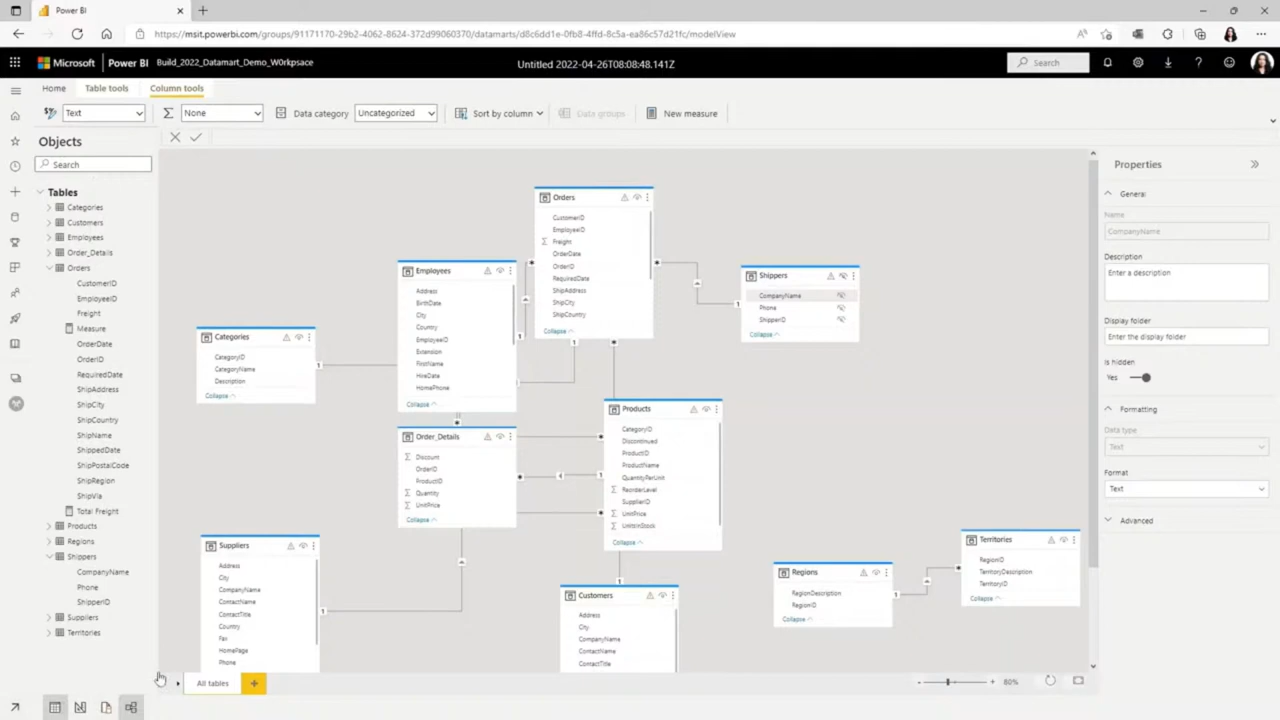 Power BI
https://msit.powerbi.com/groups/91171170-29b2-4062-8624-372d99060370/datamarts/d8c6dd1e-0fb8-4ffd-8c5a-ea86c57d21fc/modelView
Microsoft Power BI Build_2022_Datamart_Demo_W0rkpsace
Untitled 2022-04-26T08:08:48.141Z
Search
Home Table tools Column tools
Text None Data category Uncategorized Sort by column Data groups New measure
Objects
Search
Tables
Categories
Customers
Employees
Order_Details
Orders
CustomerID
EmployeeID
Freight
Measure
OrderDate
OrderID
RequiredDate
ShipAddress
ShipCity
ShipCountry
ShipName
ShippedDate
ShipPostalCode
ShipRegion
ShipVia
Total Freight
Products
Regions
Shippers
CompanyName
Phone
ShipperID
Suppliers
Territories
Orders
CustomerID
EmployeeID
Freight
OrderDate
OrderID
RequiredDate
ShipAddress
ShipCity
ShipCountry
Collapse
Employees
Address
BirthDate
City
Country
EmployeeID
Extension
FirstName
HireDate
HomePhone
Collapse
Shippers
CompanyName
Phone
ShipperID
Collapse
Categories
CategoryID
CategoryName
Description
Collapse
Order_Details
Discount
OrderID
ProductID
Quantity
UnitPrice
Collapse
Products
CategoryID
Discontinued
ProductID
ProductName
QuantityPerUnit
ReorderLevel
SupplierID
UnitPrice
UnitsInStock
Collapse
Suppliers
Address
City
CompanyName
ContactName
ContactTitle
Country
Fax
HomePage
Phone
Customers
Address
City
CompanyName
ContactName
ContactTitle
Regions
RegionDescription
RegionID
Collapse
Territories
RegionID
TerritoryDescription
TerritoryID
Collapse
Properties
General
Name
CompanyName
Description
Enter a description
Display folder
Enter the display folder
Is hidden
Yes
Formatting
Data type
Text
Format
Text
Advanced
All tables
80%